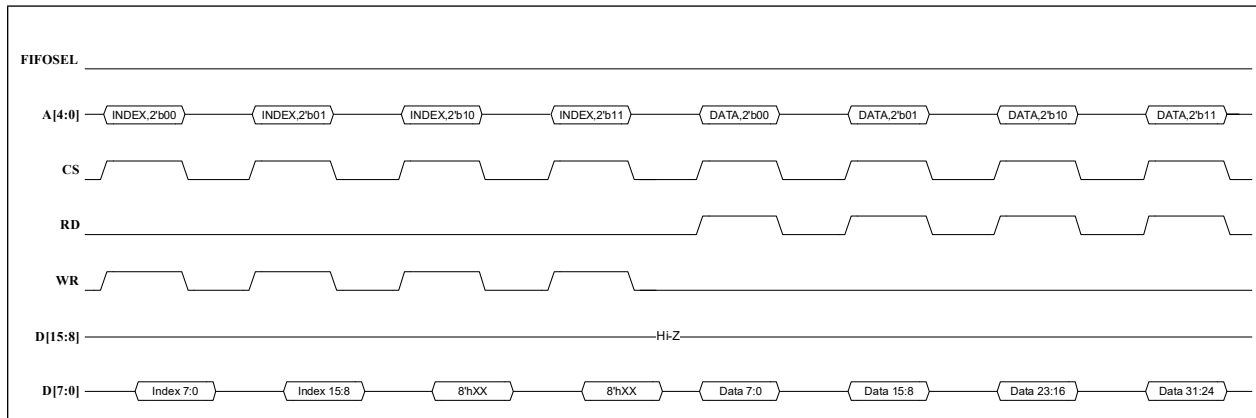 FIFOSEL
A[4:0] INDEX,2'b00 INDEX,2'b01 INDEX,2'b10 INDEX,2'b11 DATA,2'b00 DATA,2'b01 DATA,2'b10 DATA,2'b11
CS
RD
WR
D[15:8] Hi-Z
D[7:0] Index 7:0 Index 15:8 8'hXX 8'hXX Data 7:0 Data 15:8 Data 23:16 Data 31:24